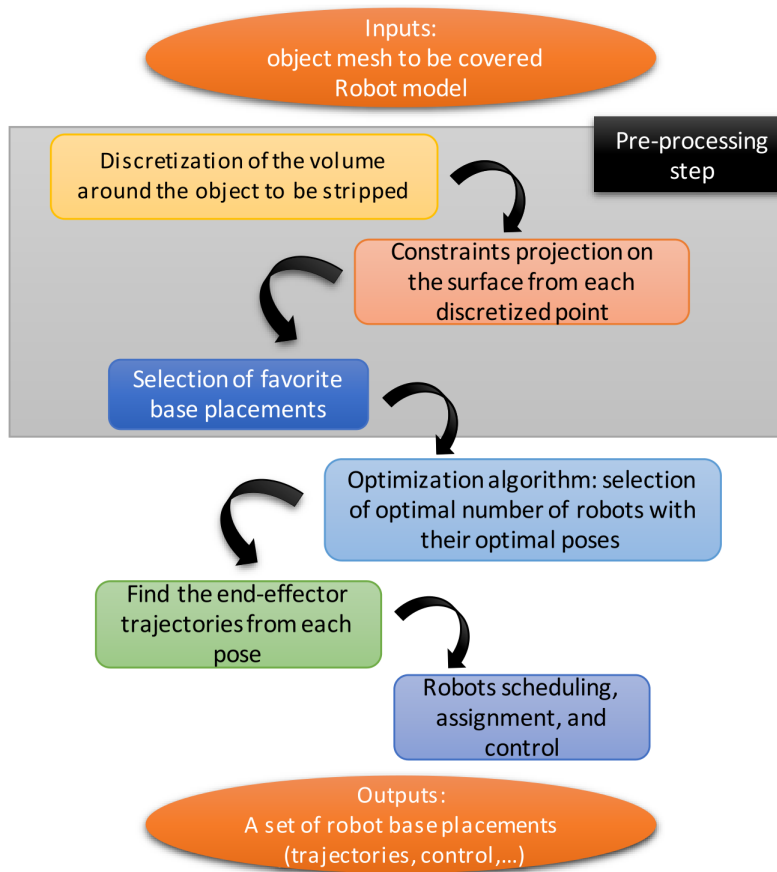 Inputs:
object mesh to be covered
Robot model
Pre-processing
step
Discretization of the volume
around the object to be stripped
Constraints projection on
the surface from each
discretized point
Selection of favorite
base placements
Optimization algorithm: selection
of optimal number of robots with
their optimal poses
Find the end-effector
trajectories from each
pose
Robots scheduling,
assignment, and
control
Outputs:
A set of robot base placements
(trajectories, control,...)